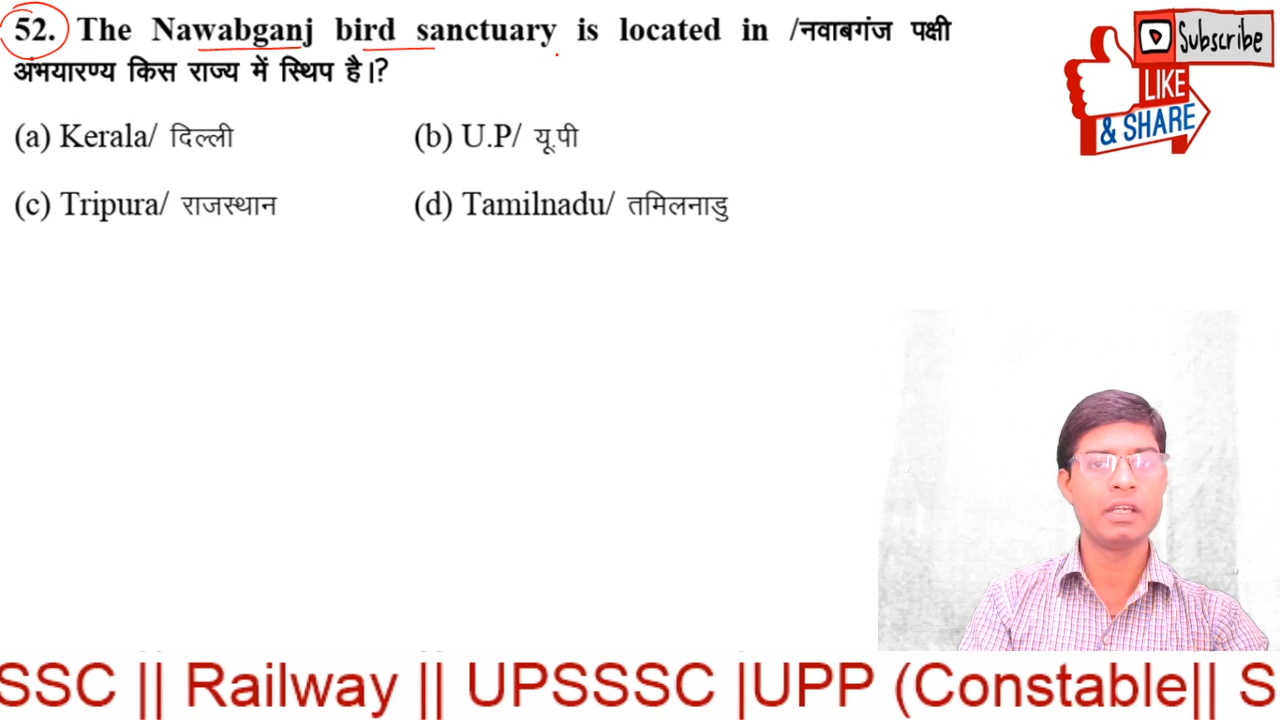 52. The Nawabganj bird sanctuary is located in /नवाबगंज पक्षी
अभयारण्य किस राज्य में स्थिप है।?
(a) Kerala/ दिल्ली
(b) U.P/ यू.पी
(c) Tripura/ राजस्थान
(d) Tamilnadu/ तमिलनाडु
Subscribe
LIKE
& SHARE
SSC || Railway || UPSSSC |UPP (Constable|| S